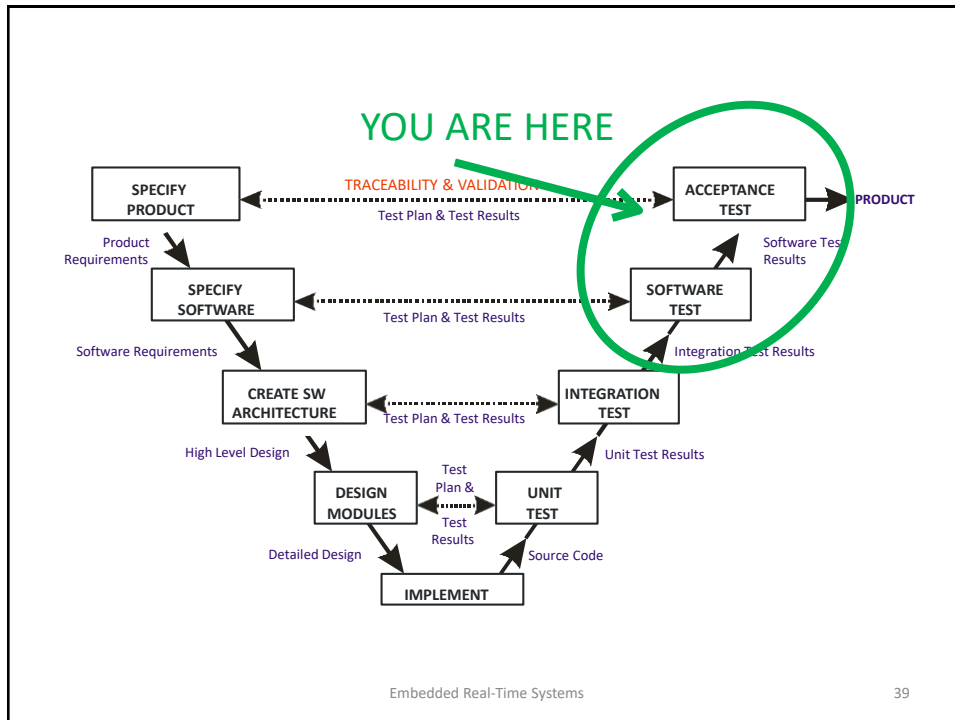 YOU ARE HERE
SPECIFY
PRODUCT
TRACEABILITY & VALIDATION
Test Plan & Test Results
ACCEPTANCE
TEST
PRODUCT
Product
Requirements
Software Test
Results
SPECIFY
SOFTWARE
Test Plan & Test Results
SOFTWARE
TEST
Software Requirements
Integration Test Results
CREATE SW
ARCHITECTURE
Test Plan & Test Results
INTEGRATION
TEST
High Level Design
Unit Test Results
DESIGN
MODULES
Test
Plan &
Test
Results
UNIT
TEST
Detailed Design
Source Code
IMPLEMENT
Embedded Real-Time Systems
39